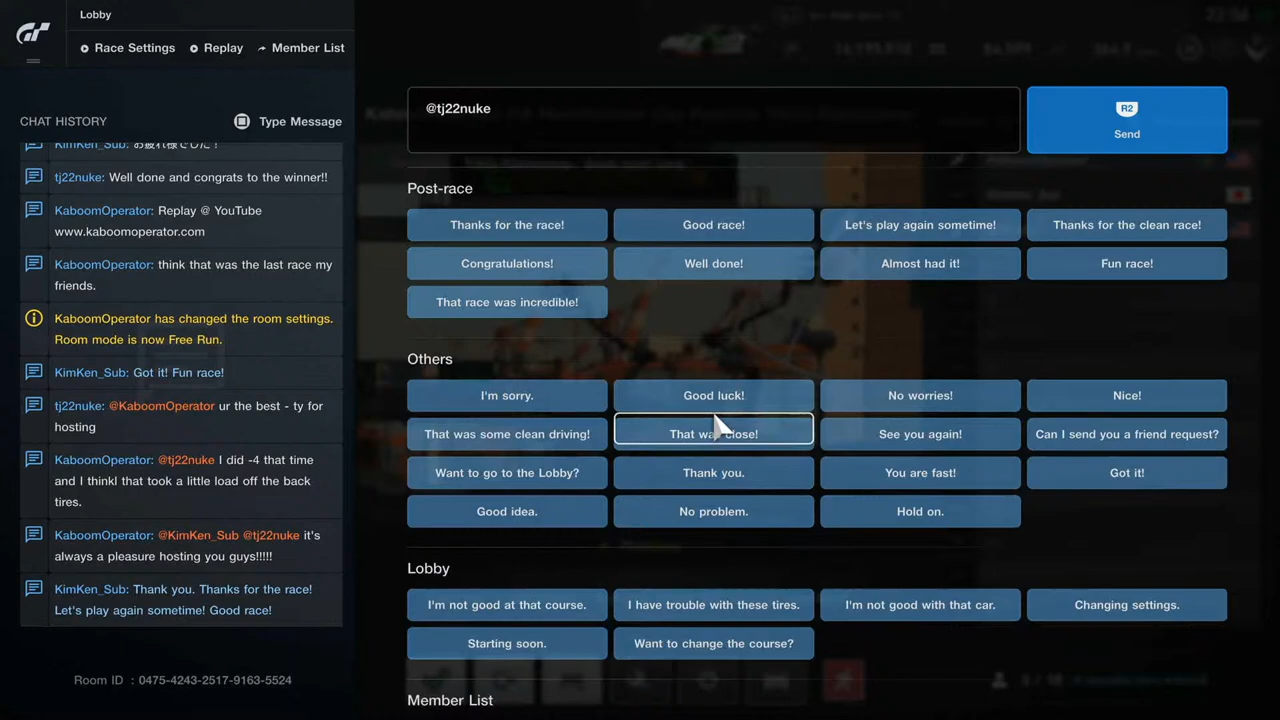 Lobby
Race Settings Replay Member List
CHAT HISTORY Type Message
KimKen_Sub: お疲れ様でした！
tj22nuke: Well done and congrats to the winner!!
KaboomOperator: Replay @ YouTube
www.kaboomoperator.com
KaboomOperator: think that was the last race my
friends.
KaboomOperator has changed the room settings.
Room mode is now Free Run.
KimKen_Sub: Got it! Fun race!
tj22nuke: @KaboomOperator ur the best - ty for
hosting
KaboomOperator: @tj22nuke I did -4 that time
and I thinkl that took a little load off the back
tires.
KaboomOperator: @KimKen_Sub @tj22nuke it's
always a pleasure hosting you guys!!!!!
KimKen_Sub: Thank you. Thanks for the race!
Let's play again sometime! Good race!
Room ID : 0475-4243-2517-9163-5524
@tj22nuke
R2
Send
Post-race
Thanks for the race! Good race! Let's play again sometime! Thanks for the clean race!
Congratulations! Well done! Almost had it! Fun race!
That race was incredible!
Others
I'm sorry. Good luck! No worries! Nice!
That was some clean driving! That was close! See you again! Can I send you a friend request?
Want to go to the Lobby? Thank you. You are fast! Got it!
Good idea. No problem. Hold on.
Lobby
I'm not good at that course. I have trouble with these tires. I'm not good with that car. Changing settings.
Starting soon. Want to change the course?
Member List